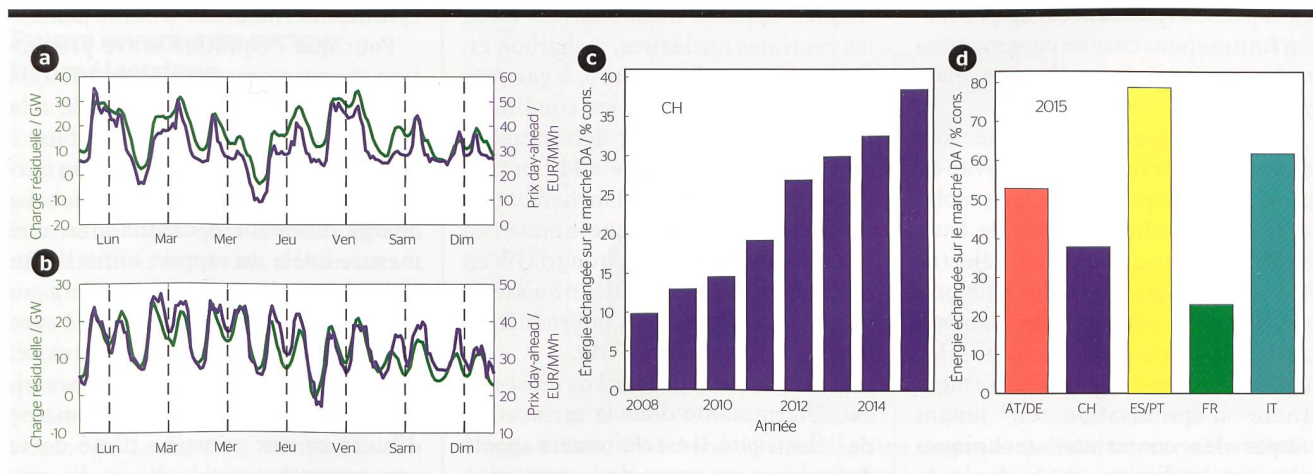 a
Charge résiduelle / GW
40
30
20
10
0
-10
-20
60
50
40
30
20
10
0
Prix day-ahead /
EUR/MWh
Lun Mar Mer Jeu Ven Sam Dim
b
Charge résiduelle / GW
30
20
10
0
-10
50
40
30
20
10
Prix day-ahead /
EUR/MWh
Lun Mar Mer Jeu Ven Sam Dim
c
CH
Energie échangée sur le marché DA / % cons.
40
35
30
25
20
15
10
5
0
2008 2010 2012 2014
Année
d
2015
Energie échangée sur le marché DA / % cons.
80
70
60
50
40
30
20
10
0
AT/DE CH ES/PT FR IT